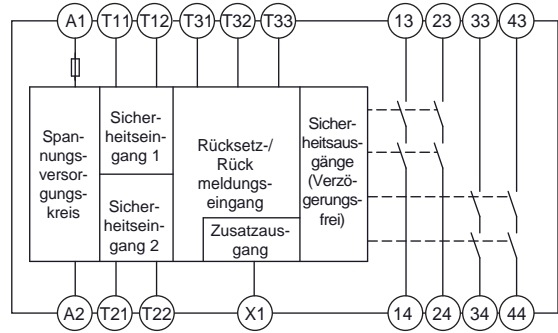 A1 T11 T12 T31 T32 T33 13 23 33 43
Span-
nungs-
versor-
gungs-
kreis
Sicher-
heitsein-
gang 1
Sicher-
heitsein-
gang 2
Rücksetz-/
Rück
meldungs-
eingang
Zusatzaus-
gang
Sicher-
heitsaus-
gänge
(Verzö-
gerungs-
frei)
A2 T21 T22 X1 14 24 34 44